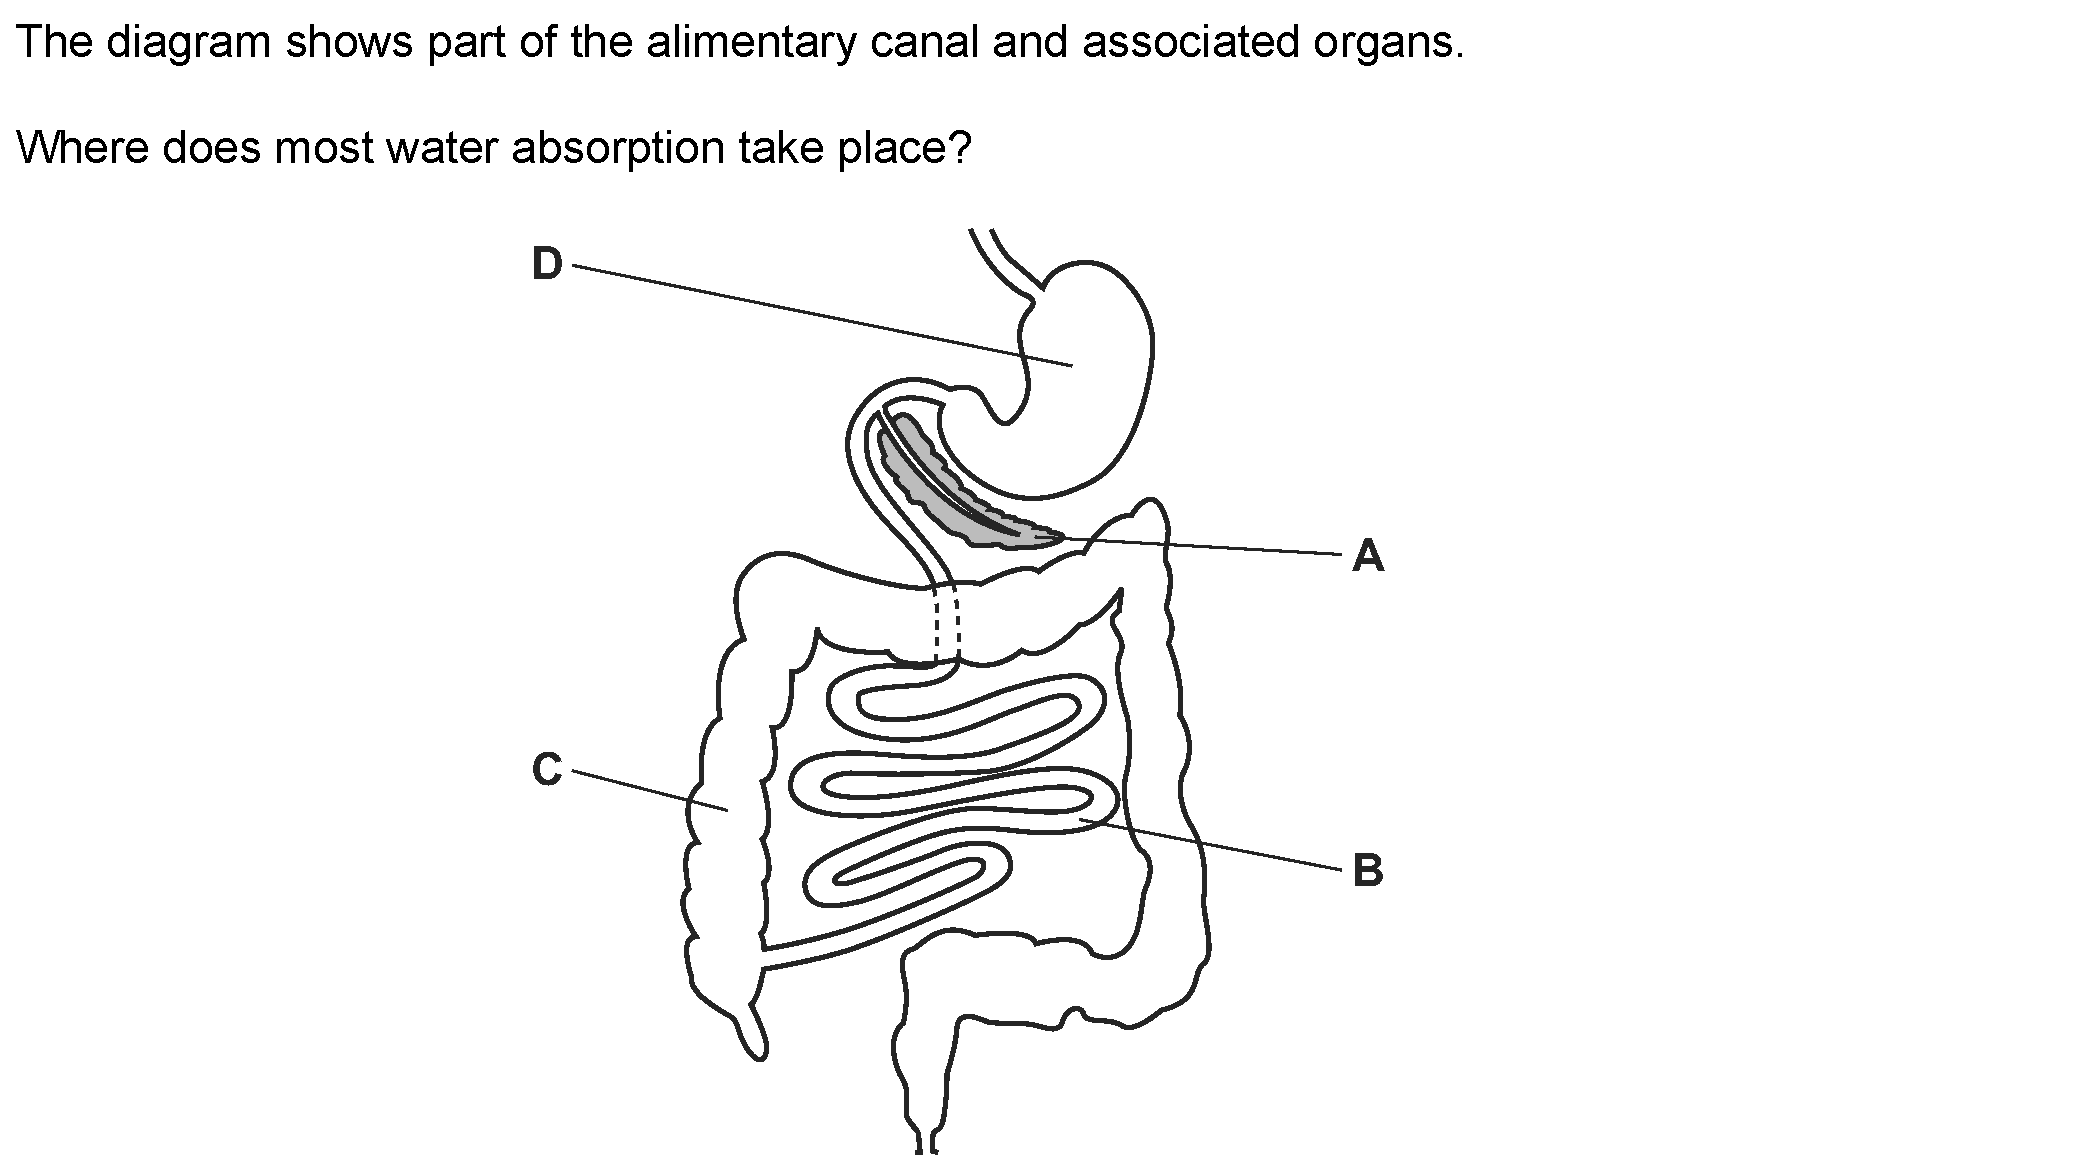 The diagram shows part of the alimentary canal and associated organs.
Where does most water absorption take place?
D
A
C
B